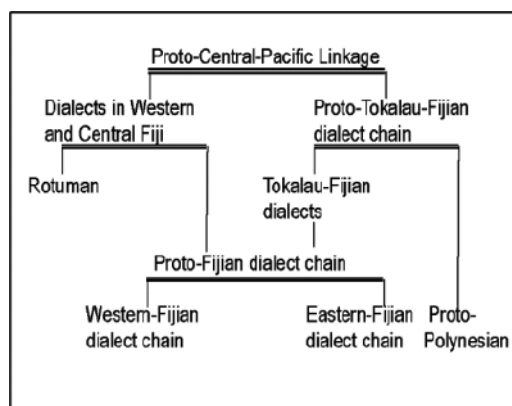 Proto-Central-Pacific Linkage
Dialects in Western
and Central Fiji
Proto-Tokalau-Fijian
dialect chain
Rotuman
Tokalau-Fijian
dialects
Proto-Fijian dialect chain
Western-Fijian
dialect chain
Eastern-Fijian
dialect chain
Proto-
Polynesian